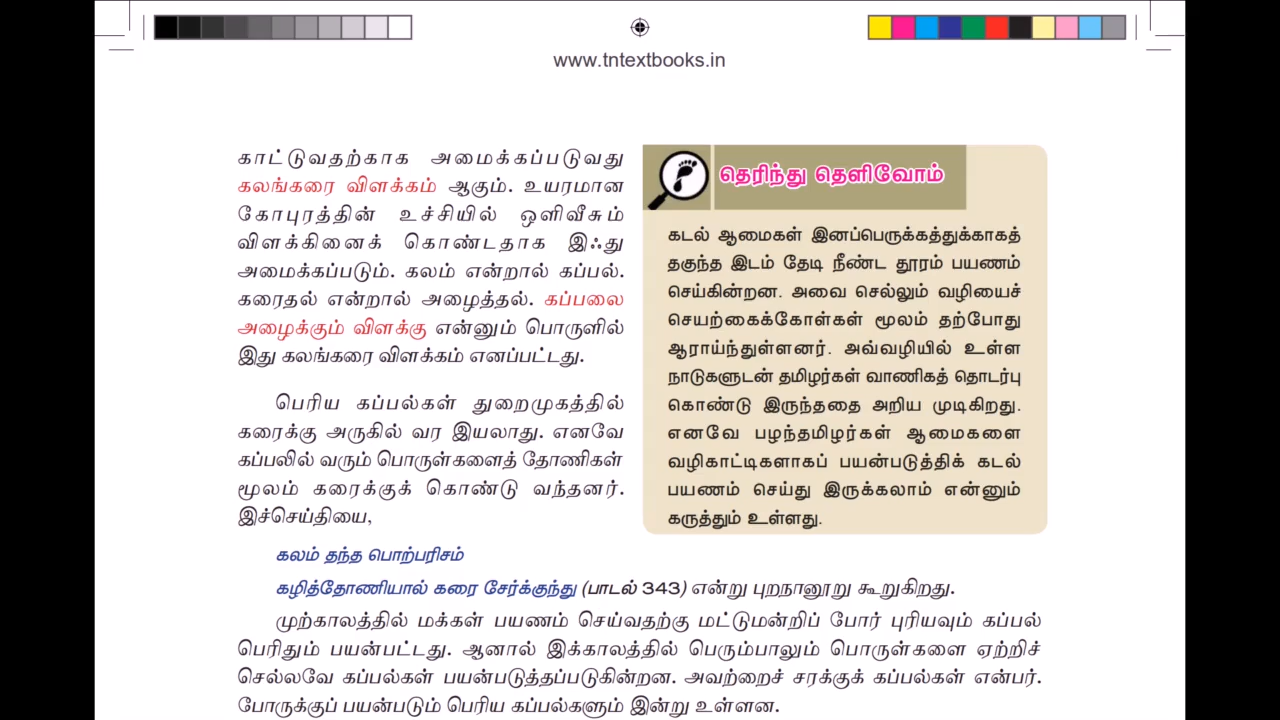 www.tntextbooks.in
காட்டுவதற்காக அமைக்கப்படுவது
கலங்கரை விளக்கம் ஆகும். உயரமான
கோபுரத்தின் உச்சியில் ஒளிவீசும்
விளக்கினைக் கொண்டதாக இஃது
அமைக்கப்படும். கலம் என்றால் கப்பல்.
கரைதல் என்றால் அழைத்தல். கப்பலை
அழைக்கும் விளக்கு என்னும் பொருளில்
இது கலங்கரை விளக்கம் எனப்பட்டது.
பெரிய கப்பல்கள் துறைமுகத்தில்
கரைக்கு அருகில் வர இயலாது. எனவே
கப்பலில் வரும் பொருள்களைத் தோணிகள்
மூலம் கரைக்குக் கொண்டு வந்தனர்.
இச்செய்தியை,
தெரிந்து தெளிவோம்
கடல் ஆமைகள் இனப்பெருக்கத்துக்காகத்
தகுந்த இடம் தேடி நீண்ட தூரம் பயணம்
செய்கின்றன. அவை செல்லும் வழியைச்
செயற்கைக்கோள்கள் மூலம் தற்போது
ஆராய்ந்துள்ளனர். அவ்வழியில் உள்ள
நாடுகளுடன் தமிழர்கள் வாணிகத் தொடர்பு
கொண்டு இருந்ததை அறிய முடிகிறது.
எனவே பழந்தமிழர்கள் ஆமைகளை
வழிகாட்டிகளாகப் பயன்படுத்திக் கடல்
பயணம் செய்து இருக்கலாம் என்னும்
கருத்தும் உள்ளது.
கலம் தந்த பொற்பரிசம்
கழித்தோணியால் கரை சேர்க்குந்து (பாடல் 343) என்று புறநானூறு கூறுகிறது.
முற்காலத்தில் மக்கள் பயணம் செய்வதற்கு மட்டுமன்றிப் போர் புரியவும் கப்பல்
பெரிதும் பயன்பட்டது. ஆனால் இக்காலத்தில் பெரும்பாலும் பொருள்களை ஏற்றிச்
செல்லவே கப்பல்கள் பயன்படுத்தப்படுகின்றன. அவற்றைச் சரக்குக் கப்பல்கள் என்பர்.
போருக்குப் பயன்படும் பெரிய கப்பல்களும் இன்று உள்ளன.